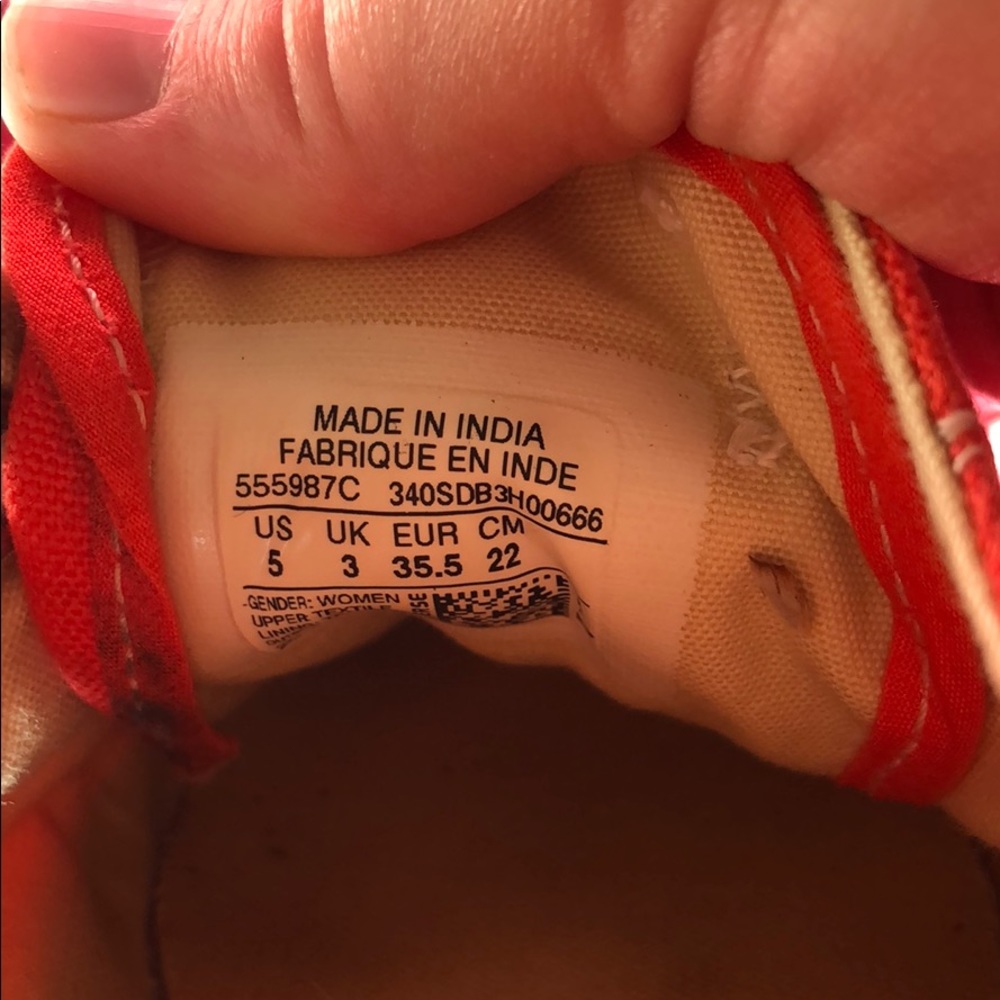 MADE IN INDIA
FABRIQUE EN INDE
555987C 340SDB3H00666
US UK EUR CM
5 3 35.5 22
GENDER: WOMEN
UPPER TEXTILE